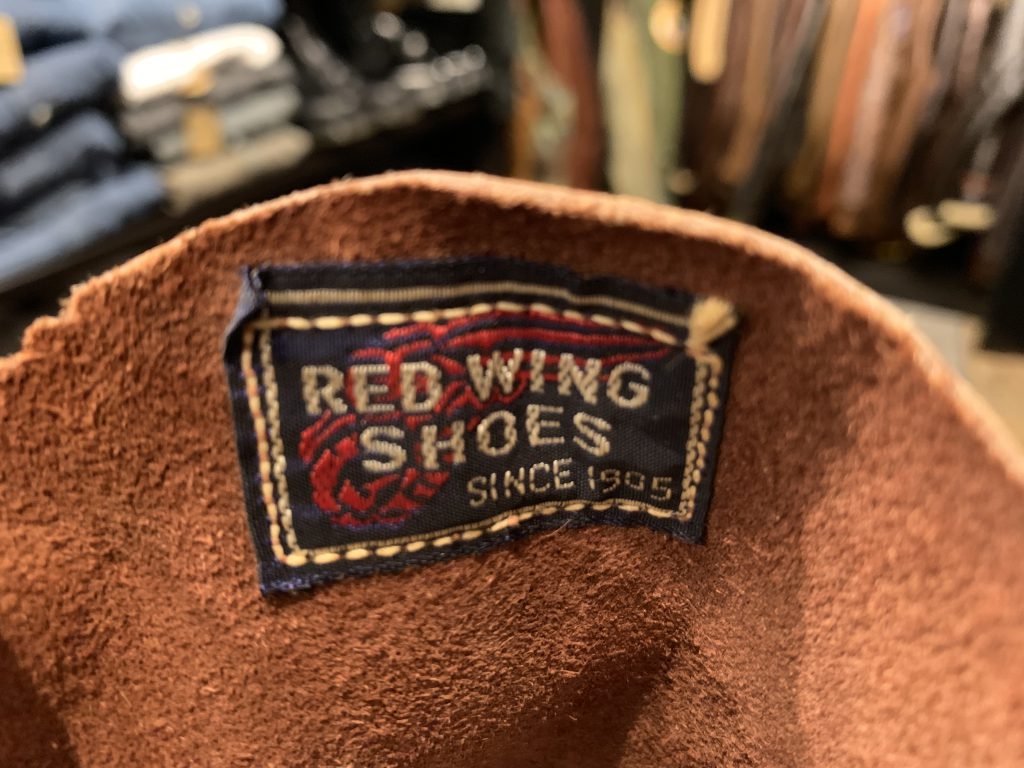 RED WING
SHOES
SINCE 1905